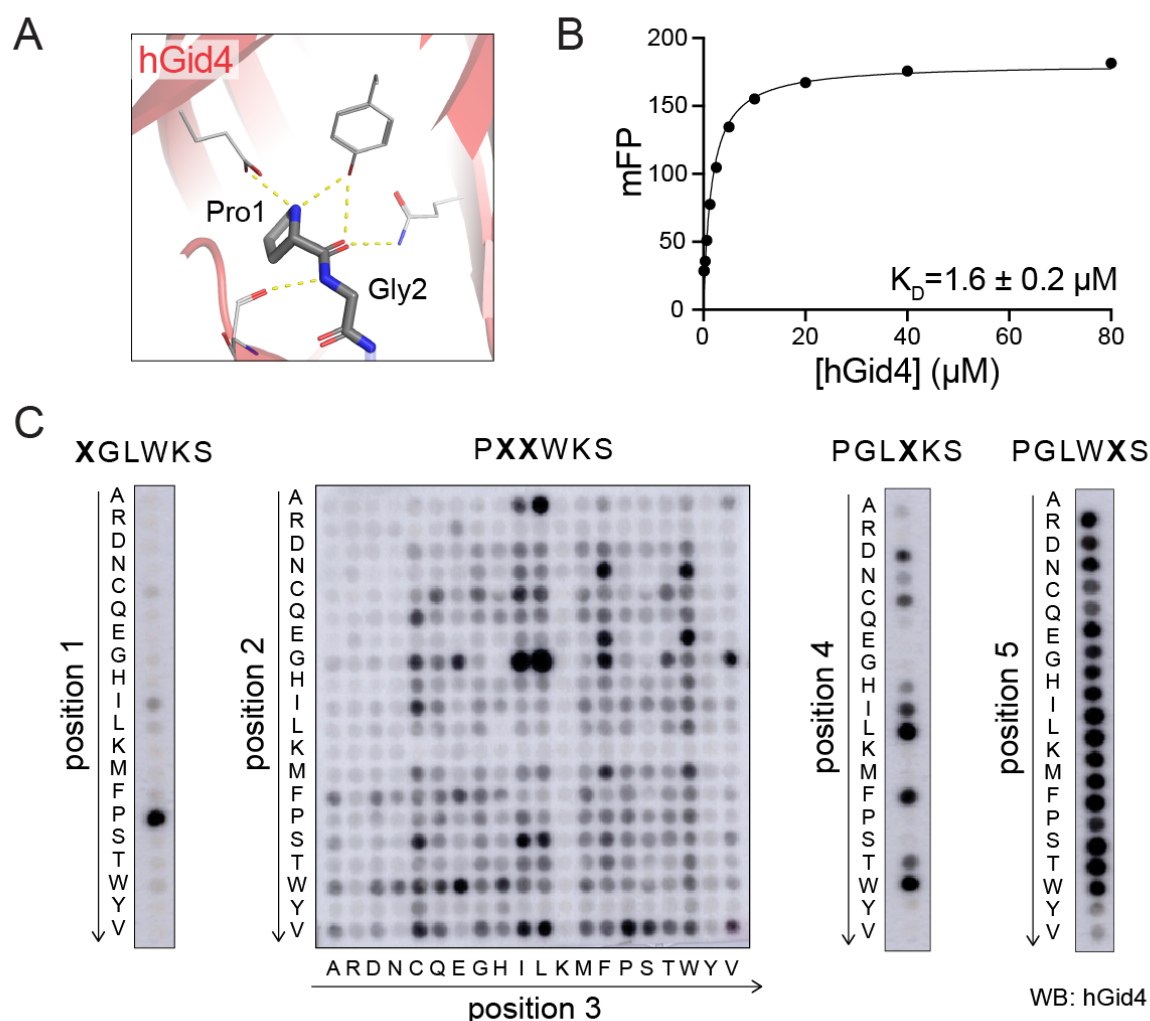 A
hGid4
Pro1
Gly2
B
mFP
200
150
100
50
0
0
20
40
60
80
K_D=1.6 ± 0.2 µM
[hGid4] (µM)
C
XGLWKS
position 1
A
R
D
N
C
Q
E
G
H
I
L
K
M
F
P
S
T
W
Y
V
PXXWKS
position 2
A
R
D
N
C
Q
E
G
H
I
L
K
M
F
P
S
T
W
Y
V
A R D N C Q E G H I L K M F P S T W Y V
position 3
PGLXKS
position 4
A
R
D
N
C
Q
E
G
H
I
L
K
M
F
P
S
T
W
Y
V
PGLWXS
position 5
A
R
D
N
C
Q
E
G
H
I
L
K
M
F
P
S
T
W
Y
V
WB: hGid4